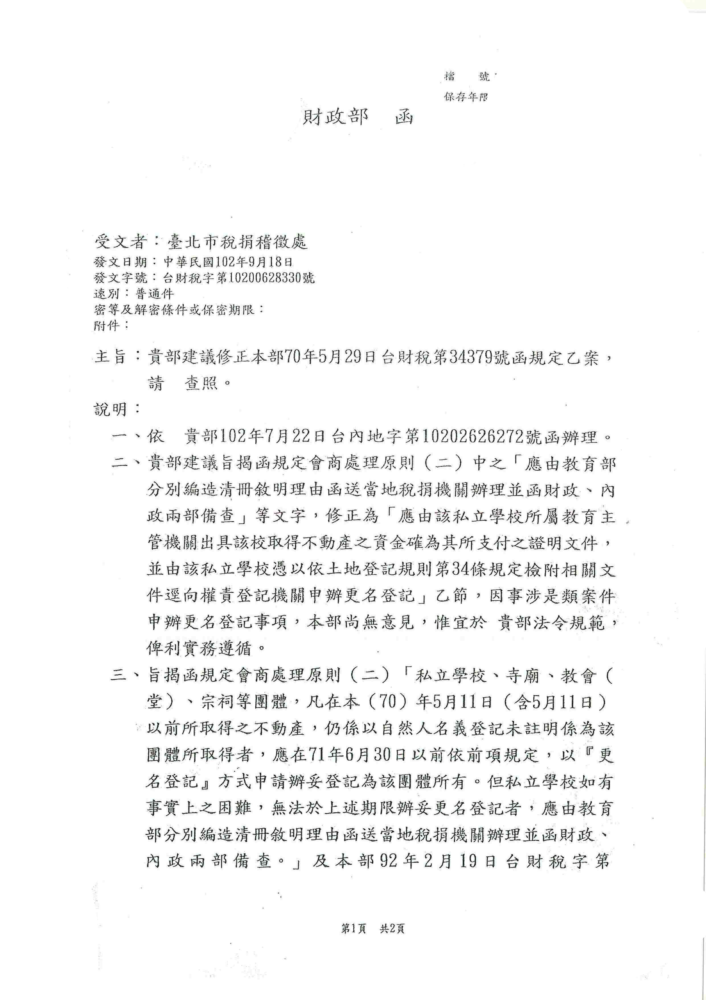 檔　　號
保存年限
財政部　函
受文者：臺北市稅捐稽徵處
發文日期：中華民國102年9月18日
發文字號：台財稅字第10200628330號
速別：普通件
密等及解密條件或保密期限：
附件：
主旨：貴部建議修正本部70年5月29日台財稅第34379號函規定乙案，
請　查照。
說明：
一、依　貴部102年7月22日台內地字第10202626272號函辦理。
二、貴部建議旨揭函規定會商處理原則（二）中之「應由教育部
分別編造清冊敘明理由函送當地稅捐機關辦理並函財政、內
政兩部備查」等文字，修正為「應由該私立學校所屬教育主
管機關出具該校取得不動產之資金確為其所支付之證明文件，
並由該私立學校憑以依土地登記規則第34條規定檢附相關文
件逕向權責登記機關申辦更名登記」乙節，因事涉是類案件
申辦更名登記事項，本部尚無意見，惟宜於 貴部法令規範，
俾利實務遵循。
三、旨揭函規定會商處理原則（二）「私立學校、寺廟、教會（
堂）、宗祠等團體，凡在本（70）年5月11日（含5月11日）
以前所取得之不動產，仍係以自然人名義登記未註明係為該
團體所取得者，應在71年6月30日以前依前項規定，以『更
名登記』方式申請辦妥登記為該團體所有。但私立學校如有
事實上之困難，無法於上述期限辦妥更名登記者，應由教育
部分別編造清冊敘明理由函送當地稅捐機關辦理並函財政、
內政兩部備查。」及本部92年2月19日台財稅字第
第1頁　共2頁